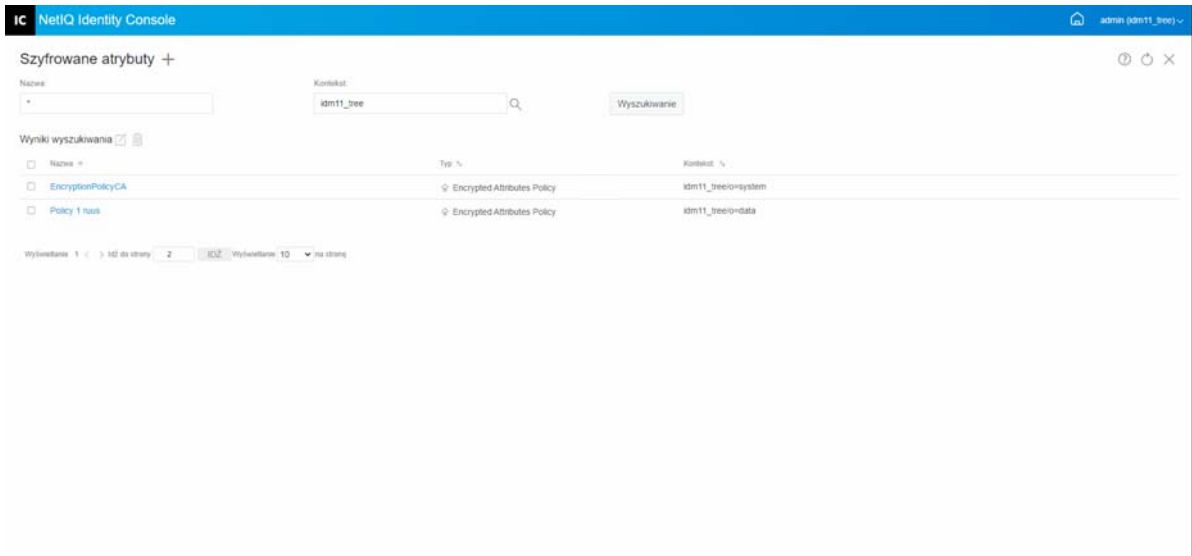 IC NetIQ Identity Console admin (idm11_tree)
Szyfrowane atrybuty +
Nazwa: Kontekst:
* idm11_tree Wyszukiwanie
Wyniki wyszukiwania
Nazwa Typ Kontekst:
EncryptionPolicyCA Encrypted Attributes Policy idm11_tree/o=system
Policy 1 Encrypted Attributes Policy idm11_tree/o=data
Wyświetlanie 1 < > Idź do strony 2 IDŹ Wyświetlanie 10 na stronę